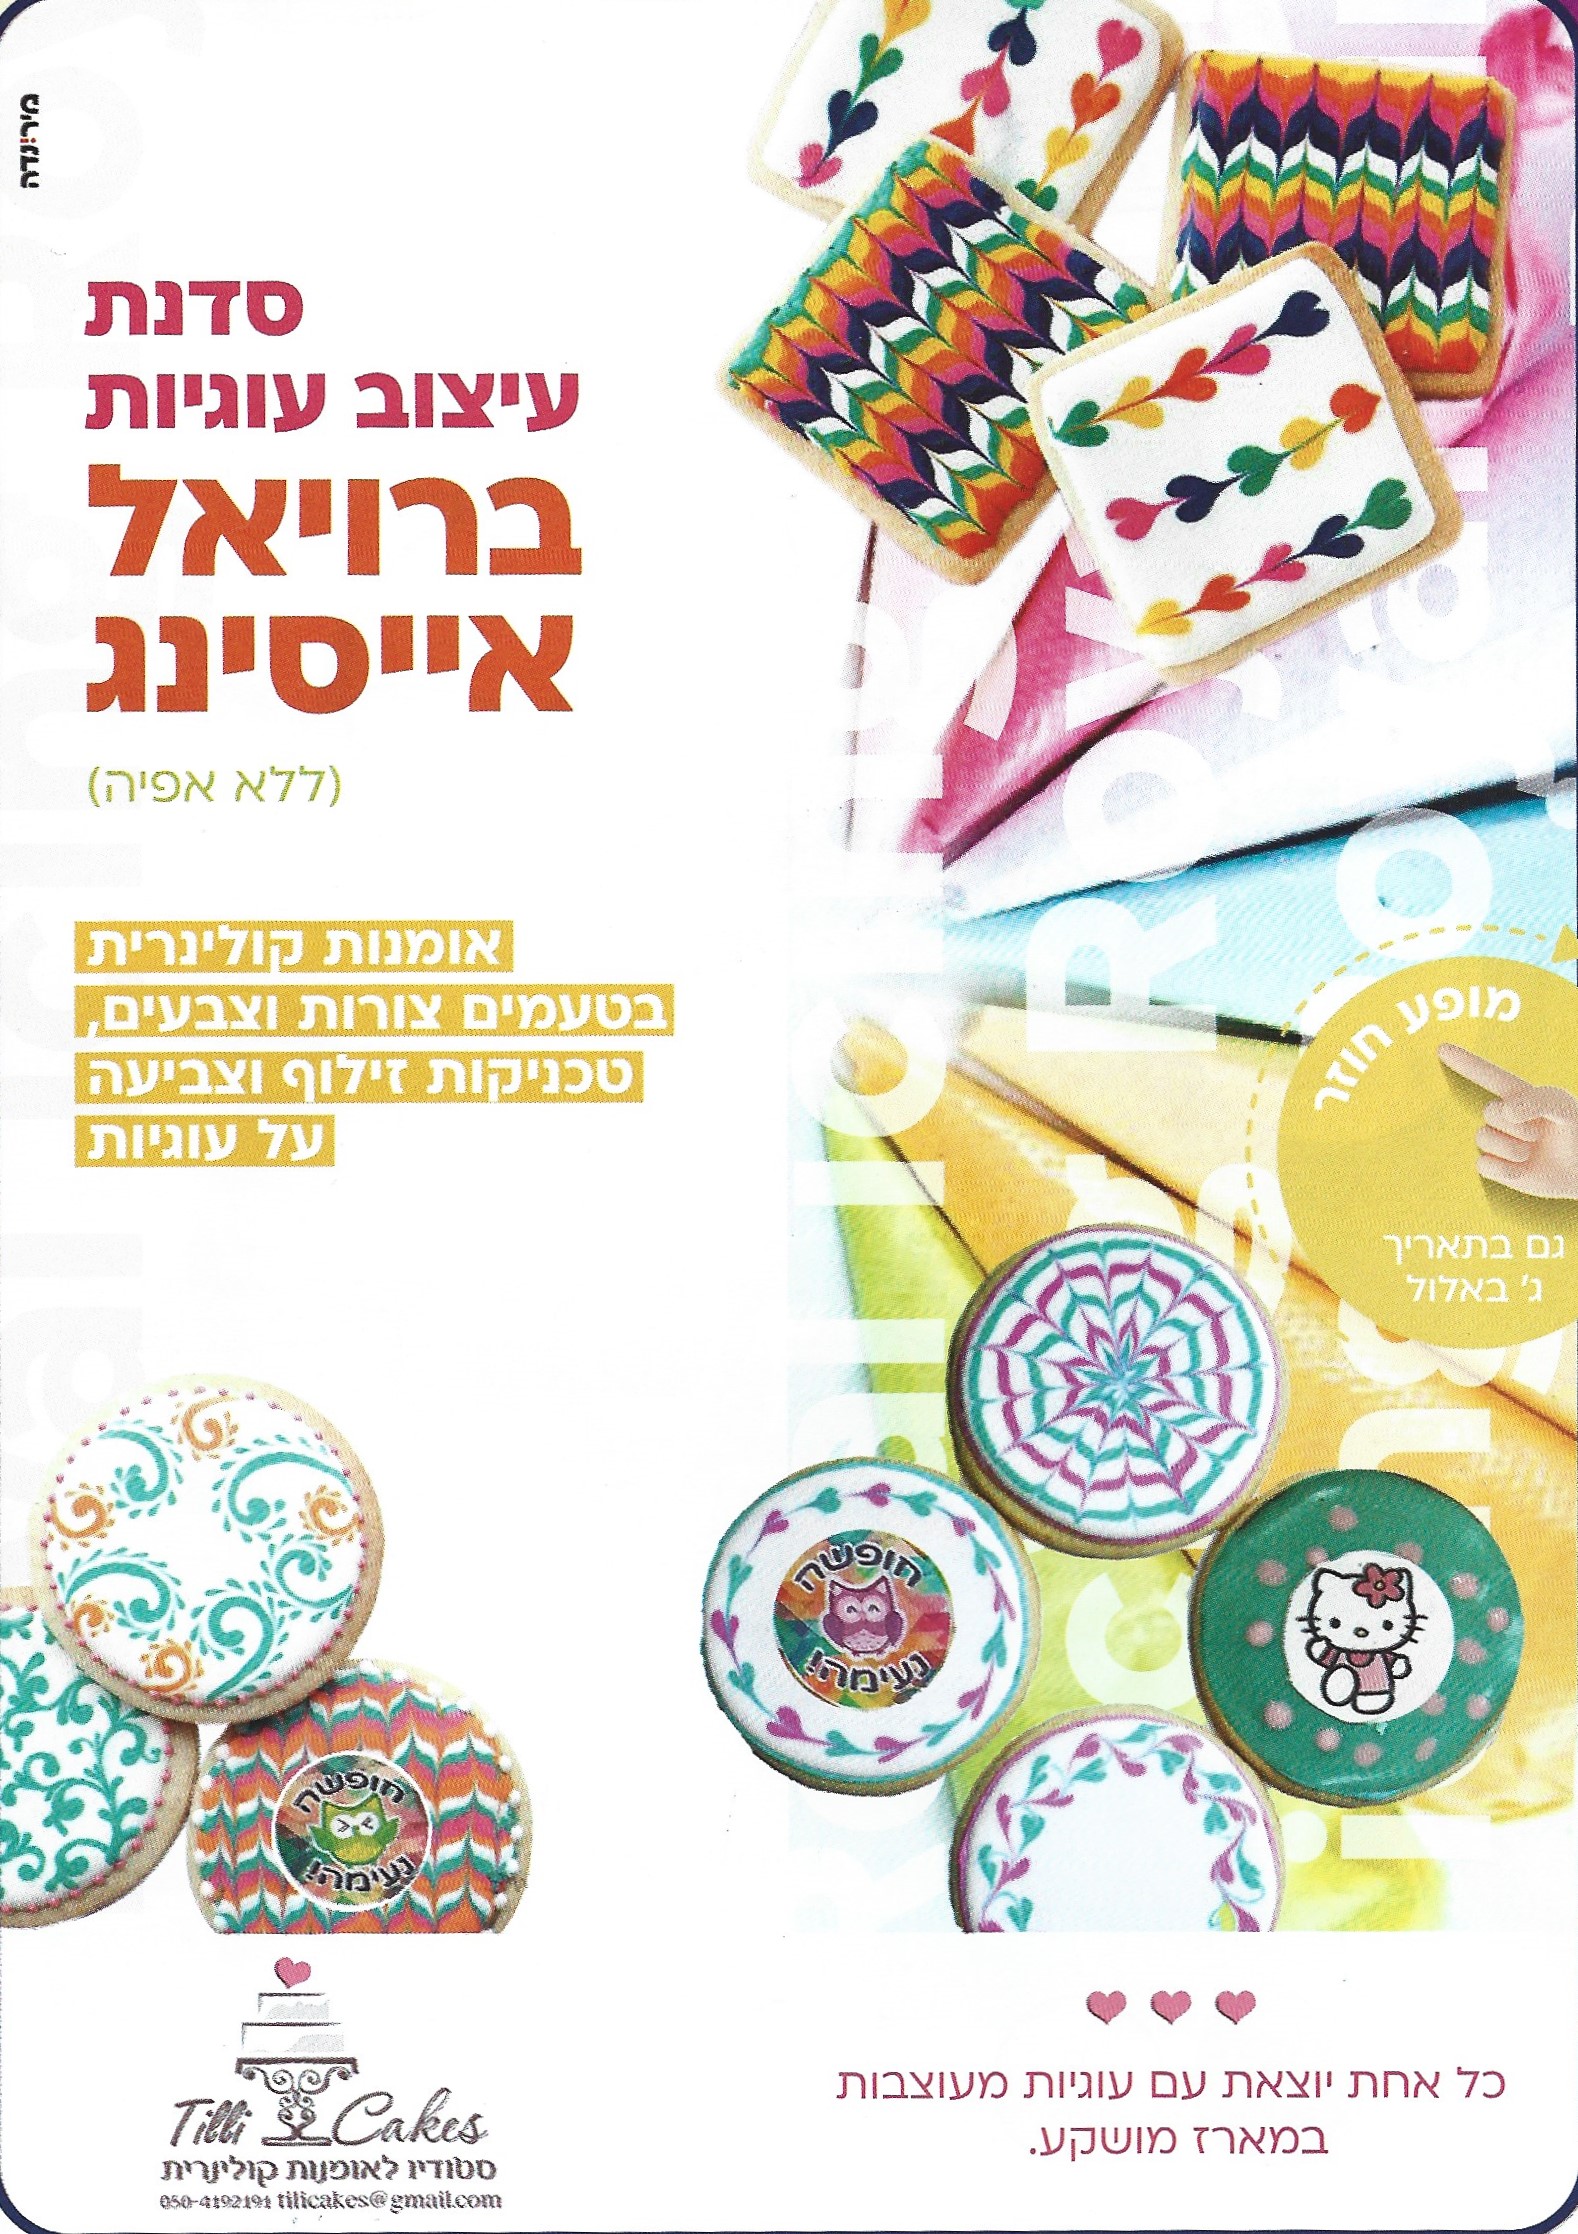 מירנדה
סדנת
עיצוב עוגיות
ברויאל
אייסינג
(ללא אפיה)
אומנות קולינרית
בטעמים צורות וצבעים,
טכניקות זילוף וצביעה
על עוגיות
מופע חוזר
גם בתאריך
ג' באלול
חופשה
נעימה!
חופשה
נעימה!
כל אחת יוצאת עם עוגיות מעוצבות
במארז מושקע.
Tilli Cakes
סטודיו לאומנות קולינרית
050-4192191 tilicakes@gmail.com